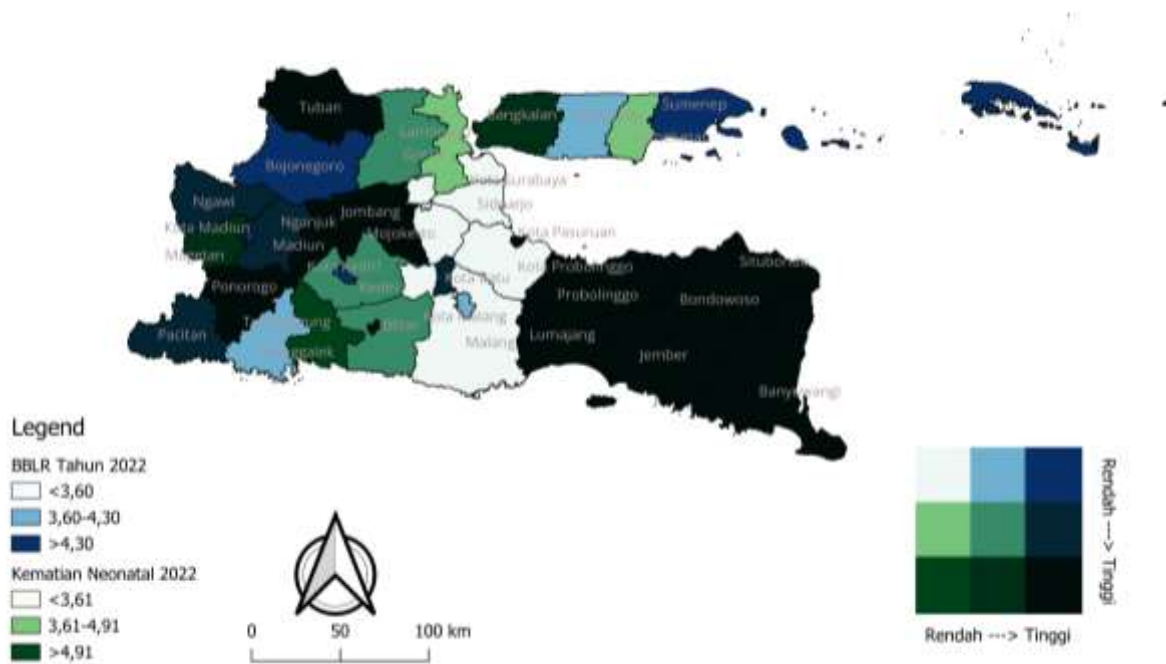 Tuban
Sumenep
Bojonegoro
Ngawi
Kota Madiun
Nganjuk
Jombang
Madiun
Mojokerto
Magetan
Ponorogo
Pacitan
Kota Surabaya
Sidoarjo
Kota Pasuruan
Kota Probolinggo
Kota Batu
Kota Malang
Malang
Situbondo
Probolinggo
Bondowoso
Lumajang
Jember
Banyuwangi
Legend
BBLR Tahun 2022
<3,60
3,60-4,30
>4,30
Kematian Neonatal 2022
<3,61
3,61-4,91
>4,91
0 50 100 km
Rendah ---> Tinggi
Rendah ---> Tinggi